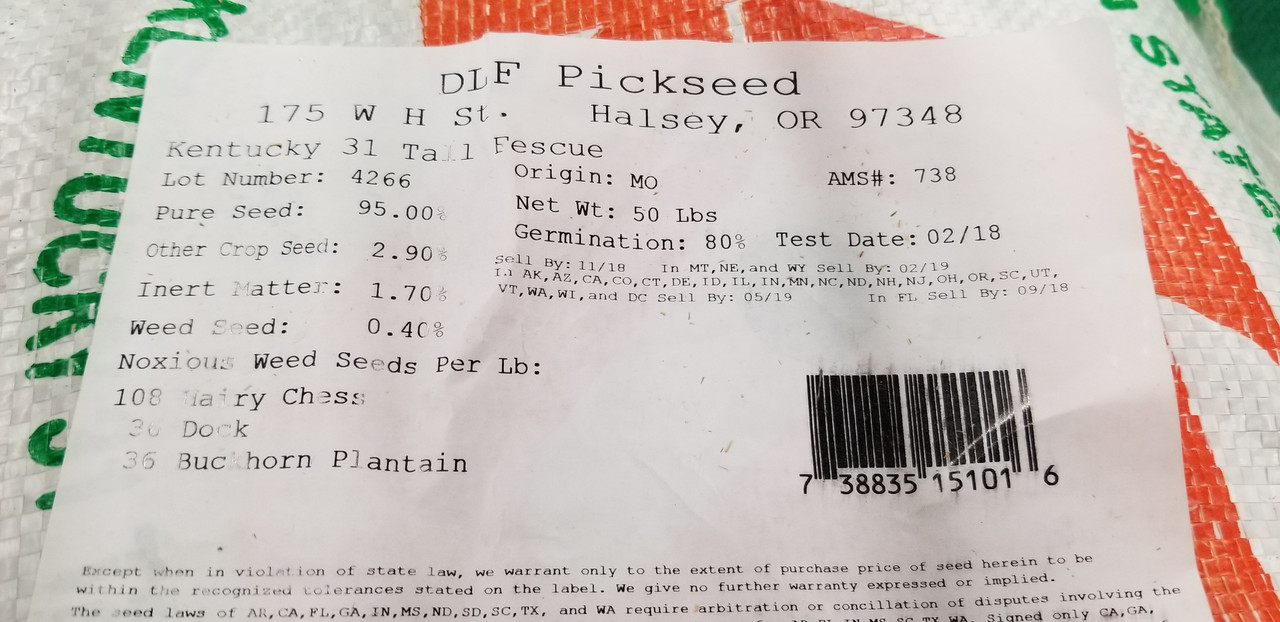 DLF Pickseed
175 W H St. Halsey, OR 97348
Kentucky 31 Tall Fescue
Lot Number: 4266
Origin: MO
AMS#: 738
Pure Seed: 95.00%
Net Wt: 50 Lbs
Other Crop Seed: 2.90%
Germination: 80% Test Date: 02/18
Sell By: 11/18 In MT,NE,and WY Sell By: 02/19
In AK,AZ,CA,CO,CT,DE,ID,IL,IN,MN,NC,ND,NH,NJ,OH,OR,SC,UT,
VT,WA,WI,and DC Sell By: 05/19 In FL Sell By: 09/18
Inert Matter: 1.70%
Weed Seed: 0.40%
Noxious Weed Seeds Per Lb:
108 Hairy Chess
36 Dock
36 Buckhorn Plantain
7 38835 15101 6
Except when in violation of state law, we warrant only to the extent of purchase price of seed herein to be
within the recognized tolerances stated on the label. We give no further warranty expressed or implied.
The seed laws of AR,CA,FL,GA,IN,MS,ND,SD,SC,TX, and WA require arbitration or concillation of disputes involving the
Signed only CA,GA,
KENTUCKY
STATE